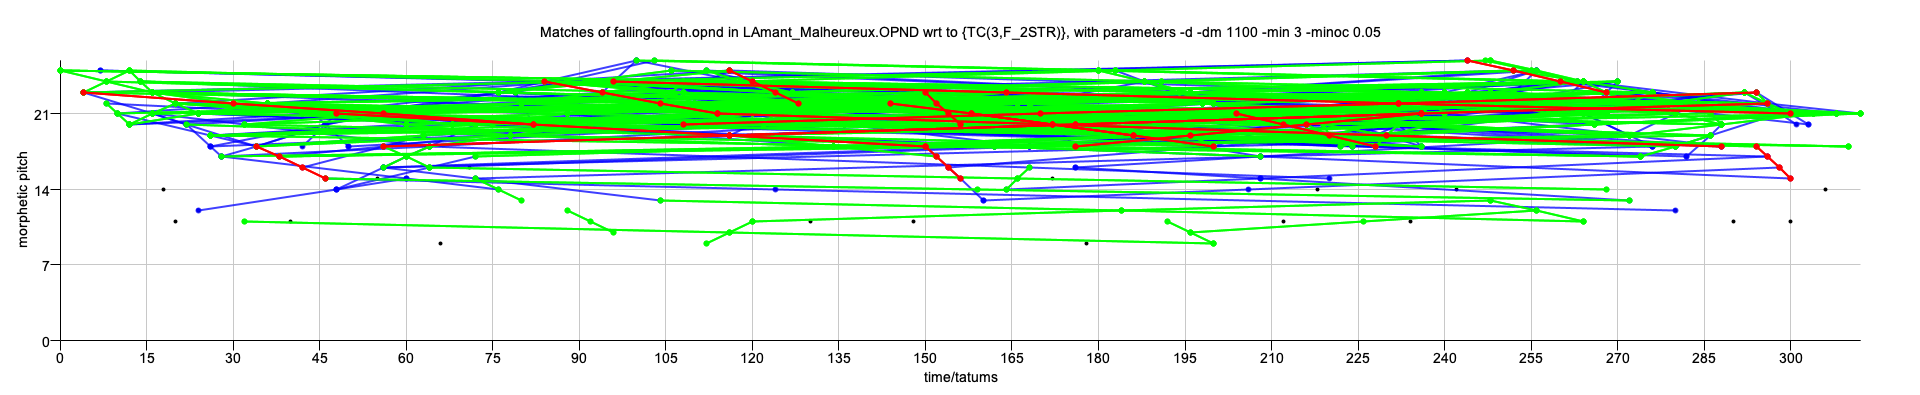 Matches of fallingfourth.opnd in LAmant_Malheureux.OPND wrt to {TC(3,F_2STR)}, with parameters -d -dm 1100 -min 3 -minoc 0.05
morphetic pitch
21
14
7
0
0 15 30 45 60 75 90 105 120 135 150 165 180 195 210 225 240 255 270 285 300
time/tatums